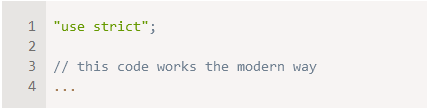 1 "use strict";
2
3 // this code works the modern way
4 ...